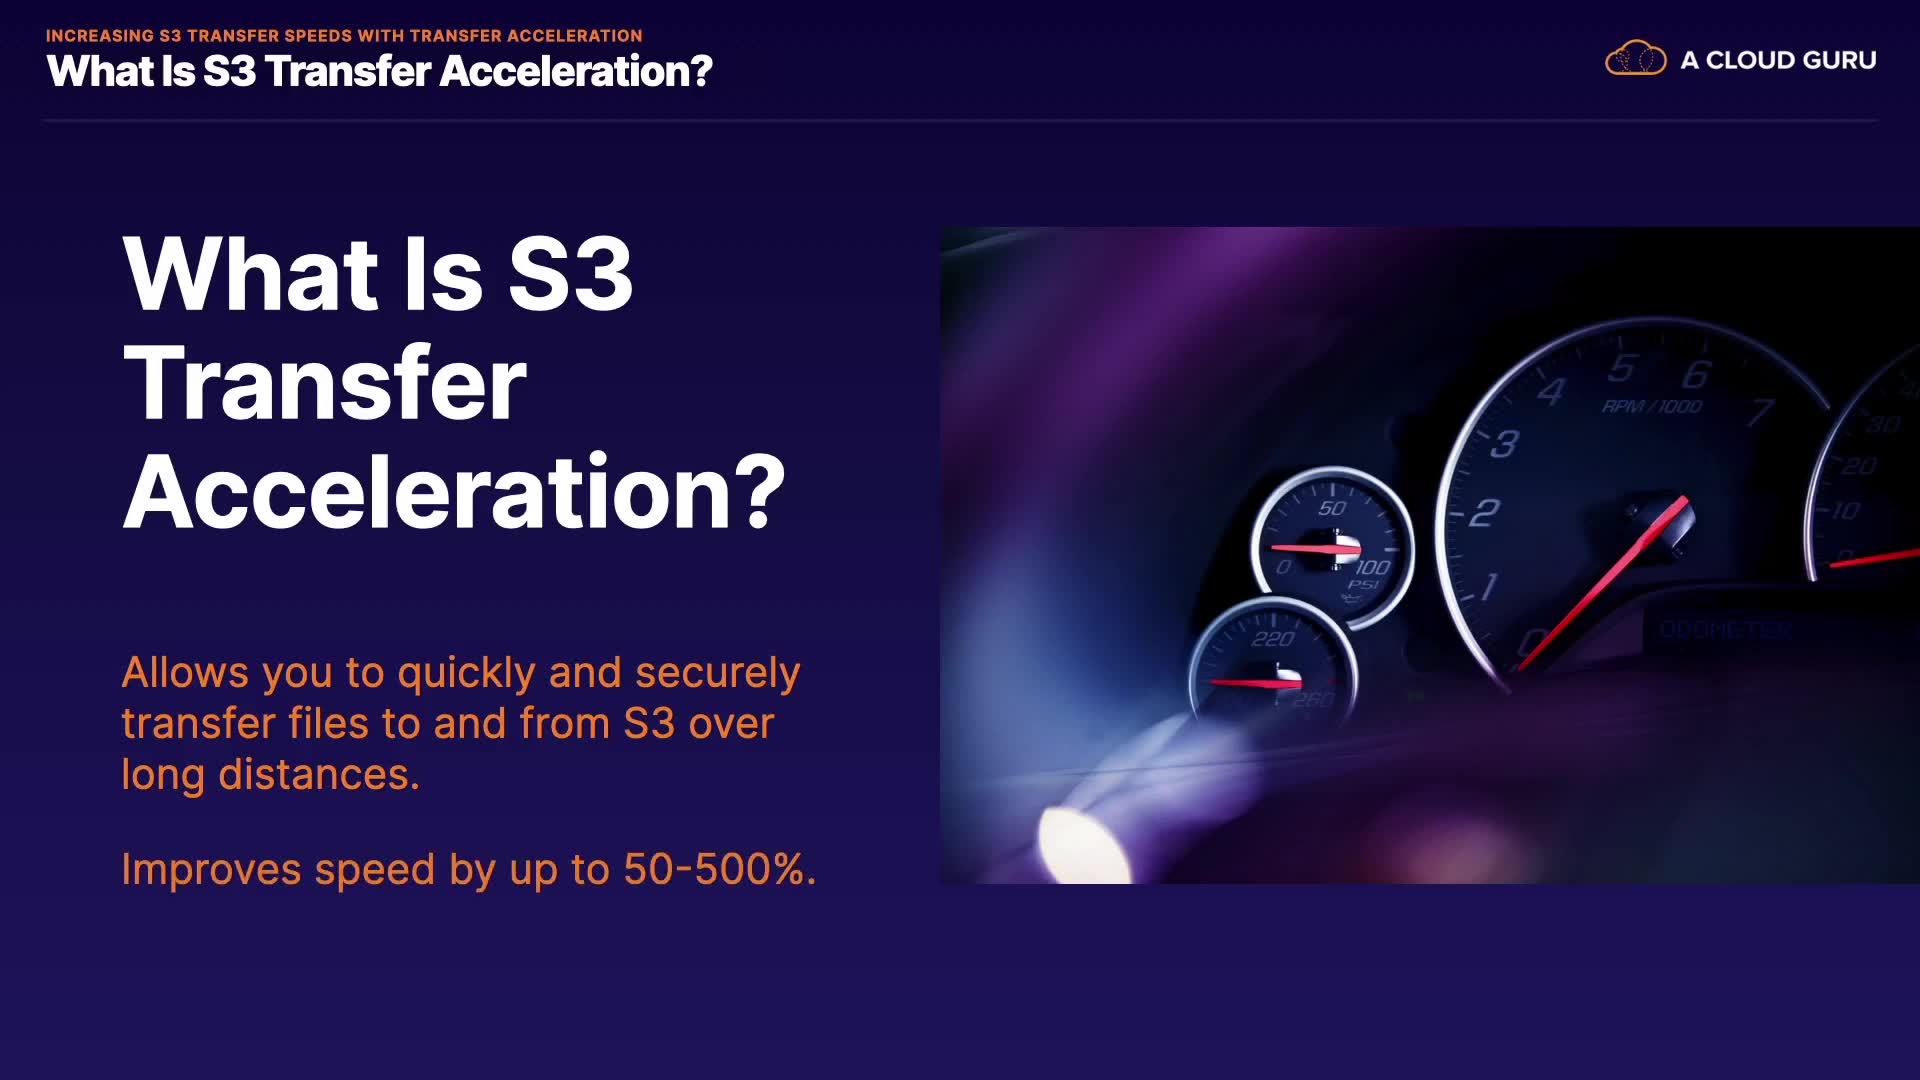 INCREASING S3 TRANSFER SPEEDS WITH TRANSFER ACCELERATION
What Is S3 Transfer Acceleration?
A CLOUD GURU
What Is S3
Transfer
Acceleration?
Allows you to quickly and securely
transfer files to and from S3 over
long distances.
Improves speed by up to 50-500%.
5 6
4 7
RPM / 1000
3
2
1
0
50
0 100
PSI
220
260
30
20
10
0
ODOMETER